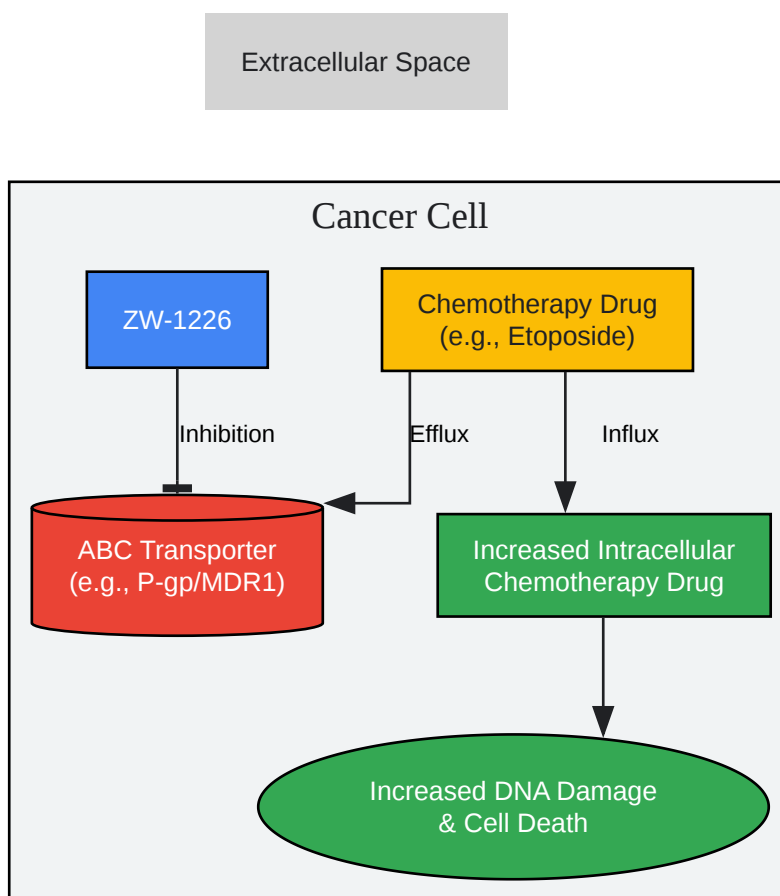 Extracellular Space
Cancer Cell
ZW-1226
Chemotherapy Drug
(e.g., Etoposide)
Inhibition
Efflux
Influx
ABC Transporter
(e.g., P-gp/MDR1)
Increased Intracellular
Chemotherapy Drug
Increased DNA Damage
& Cell Death